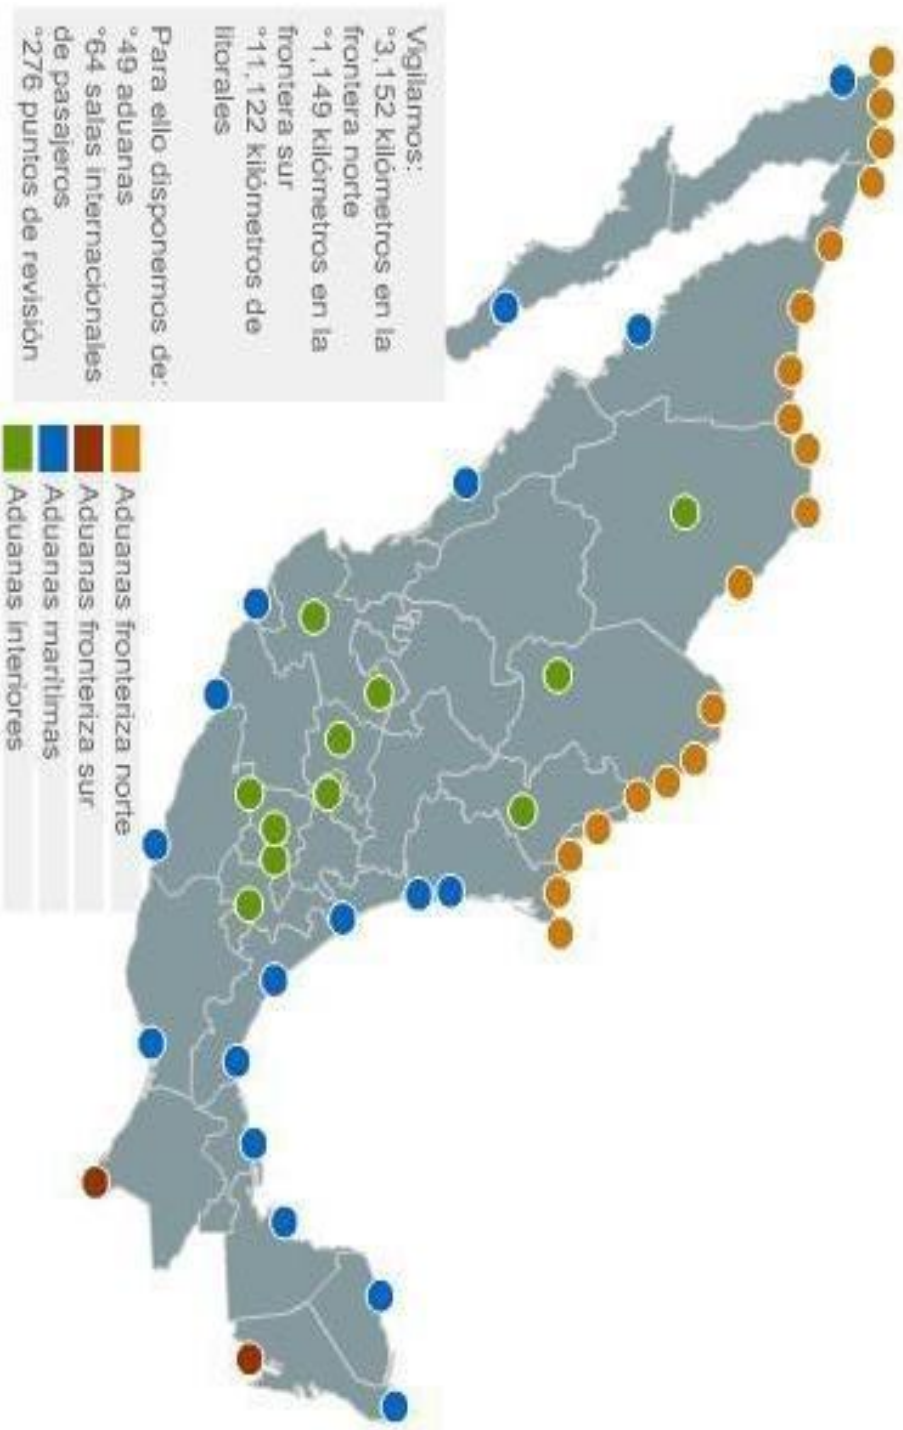 Vigilamos:
°3,152 kilómetros en la
frontera norte
°1,149 kilómetros en la
frontera sur
°11,122 kilómetros de
litorales
Para ello disponemos de:
°49 aduanas
°64 salas internacionales
de pasajeros
°276 puntos de revisión
Aduanas fronteriza norte
Aduanas fronteriza sur
Aduanas marítimas
Aduanas interiores